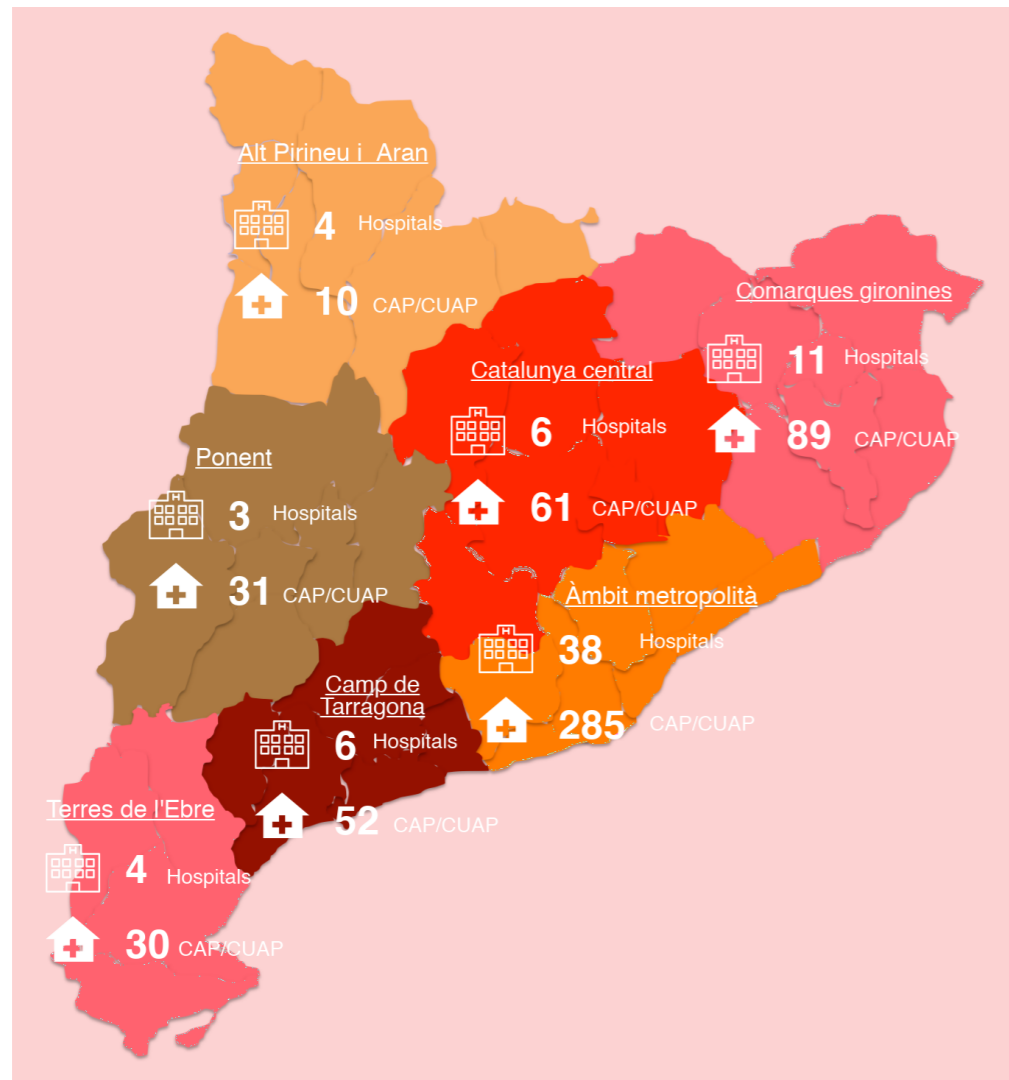 Alt Pirineu i Aran
4 Hospitals
10 CAP/CUAP
Comarques gironines
11 Hospitals
89 CAP/CUAP
Catalunya central
6 Hospitals
61 CAP/CUAP
Ponent
3 Hospitals
31 CAP/CUAP
Àmbit metropolità
38 Hospitals
285 CAP/CUAP
Camp de
Tarragona
6 Hospitals
52 CAP/CUAP
Terres de l'Ebre
4 Hospitals
30 CAP/CUAP